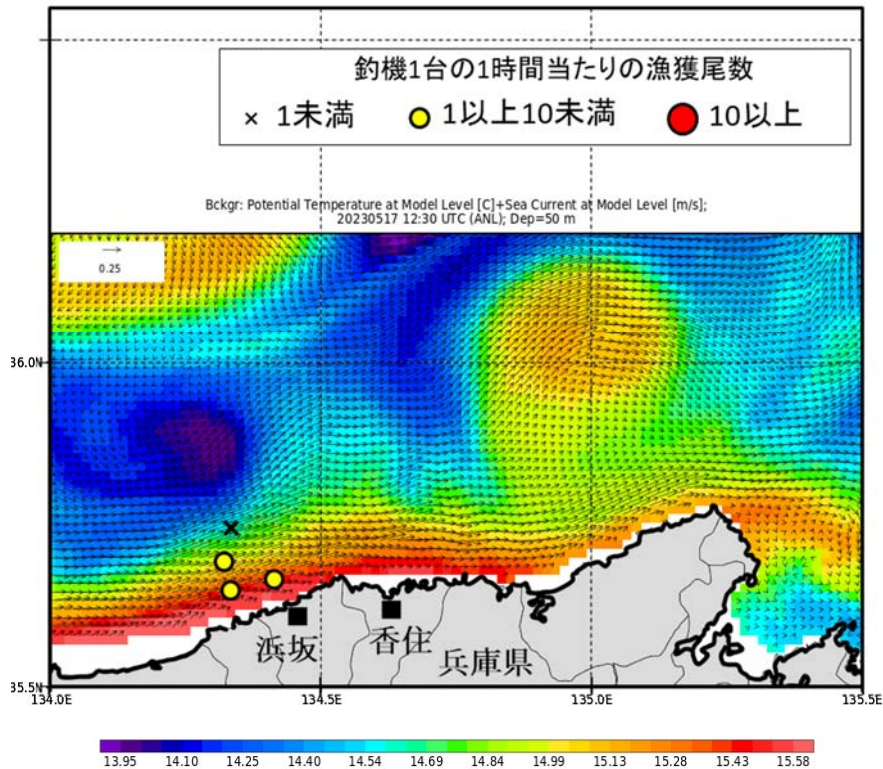 釣機1台の1時間当たりの漁獲尾数
× 1未満 1以上10未満 10以上
Bckgr: Potential Temperature at Model Level [C]+Sea Current at Model Level [m/s];
20230517 12:30 UTC (ANL); Dep=50 m
0.25
36.0N
浜坂
香住
兵庫県
35.5N
134.0E 134.5E 135.0E 135.5E
13.95 14.10 14.25 14.40 14.54 14.69 14.84 14.99 15.13 15.28 15.43 15.58